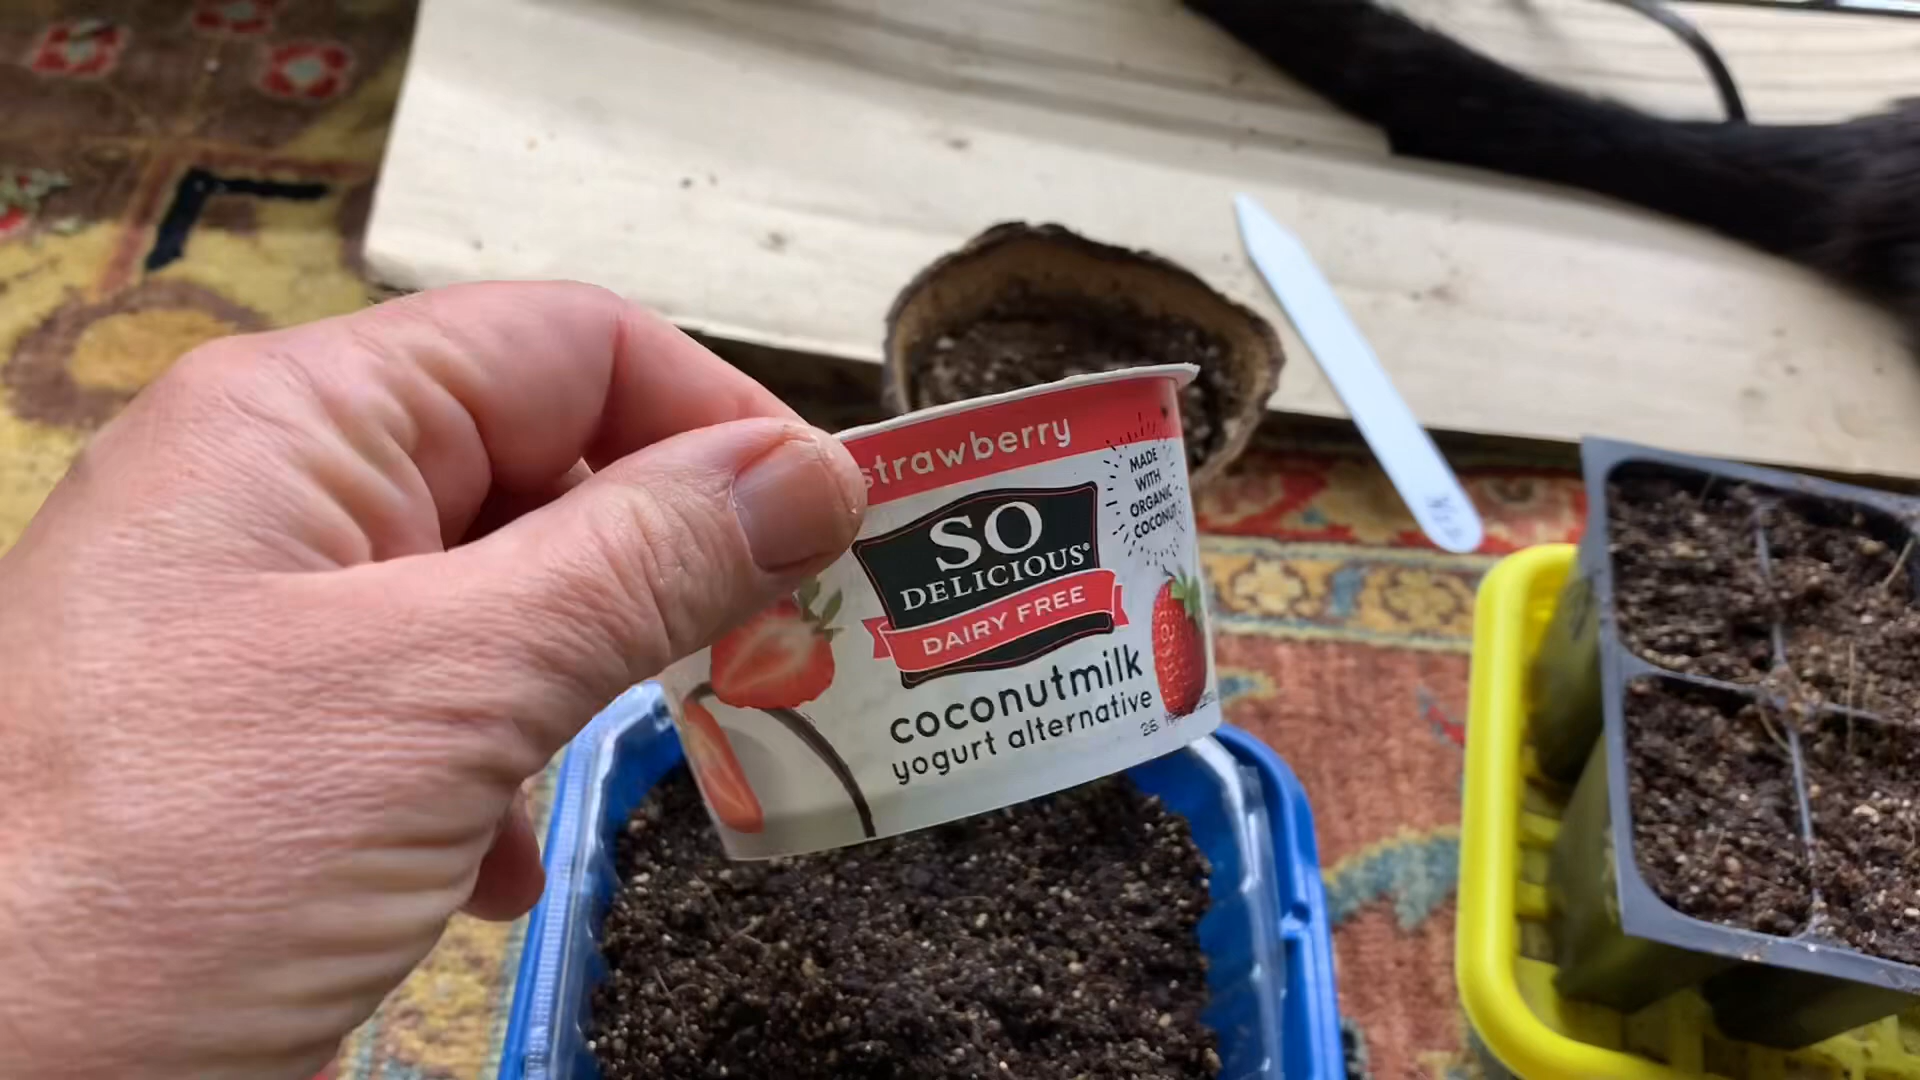 strawberry
MADE
WITH
ORGANIC
COCONUT
SO
DELICIOUS®
DAIRY FREE
coconutmilk
yogurt alternative